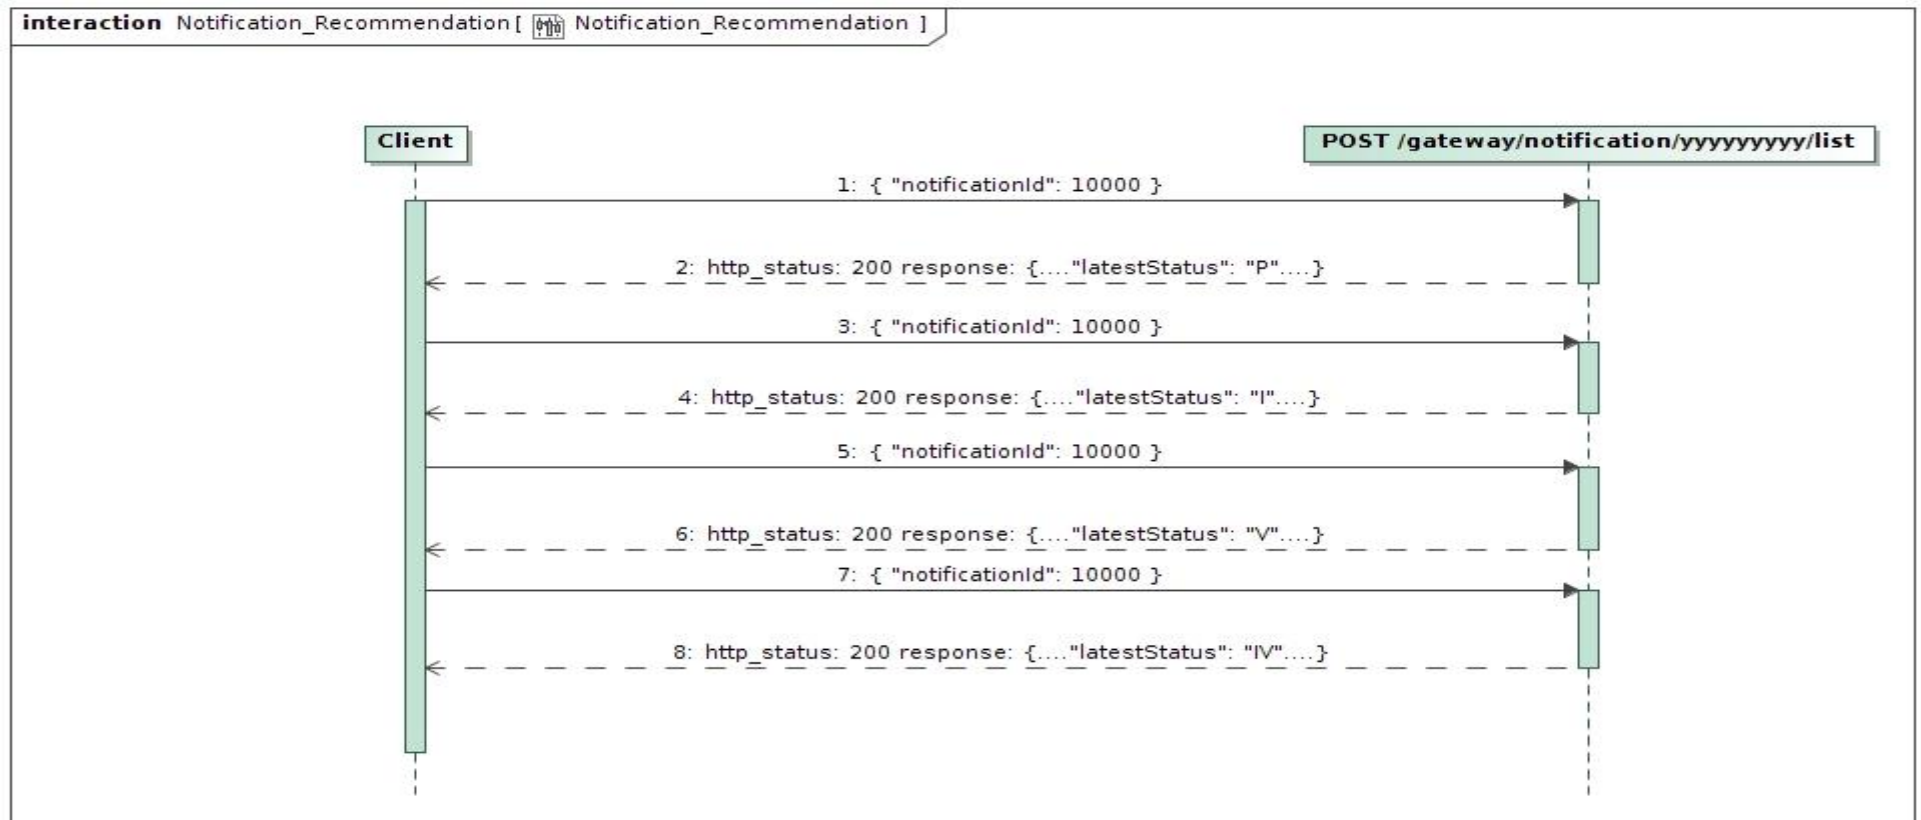 interaction Notification_Recommendation[ Notification_Recommendation ]
Client
POST /gateway/notification/yyyyyyyyy/list
1: { "notificationId": 10000 }
2: http_status: 200 response: {...."latestStatus": "P"....}
3: { "notificationId": 10000 }
4: http_status: 200 response: {...."latestStatus": "I"....}
5: { "notificationId": 10000 }
6: http_status: 200 response: {...."latestStatus": "V"....}
7: { "notificationId": 10000 }
8: http_status: 200 response: {...."latestStatus": "IV"....}